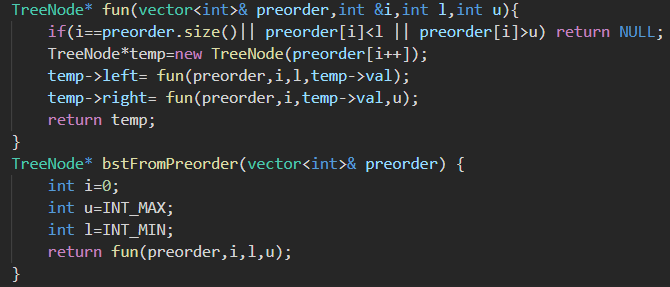 TreeNode* fun(vector<int>& preorder,int &i,int l,int u){
    if(i==preorder.size()|| preorder[i]<l || preorder[i]>u) return NULL;
    TreeNode*temp=new TreeNode(preorder[i++]);
    temp->left= fun(preorder,i,l,temp->val);
    temp->right= fun(preorder,i,temp->val,u);
    return temp;
}
TreeNode* bstFromPreorder(vector<int>& preorder) {
    int i=0;
    int u=INT_MAX;
    int l=INT_MIN;
    return fun(preorder,i,l,u);
}